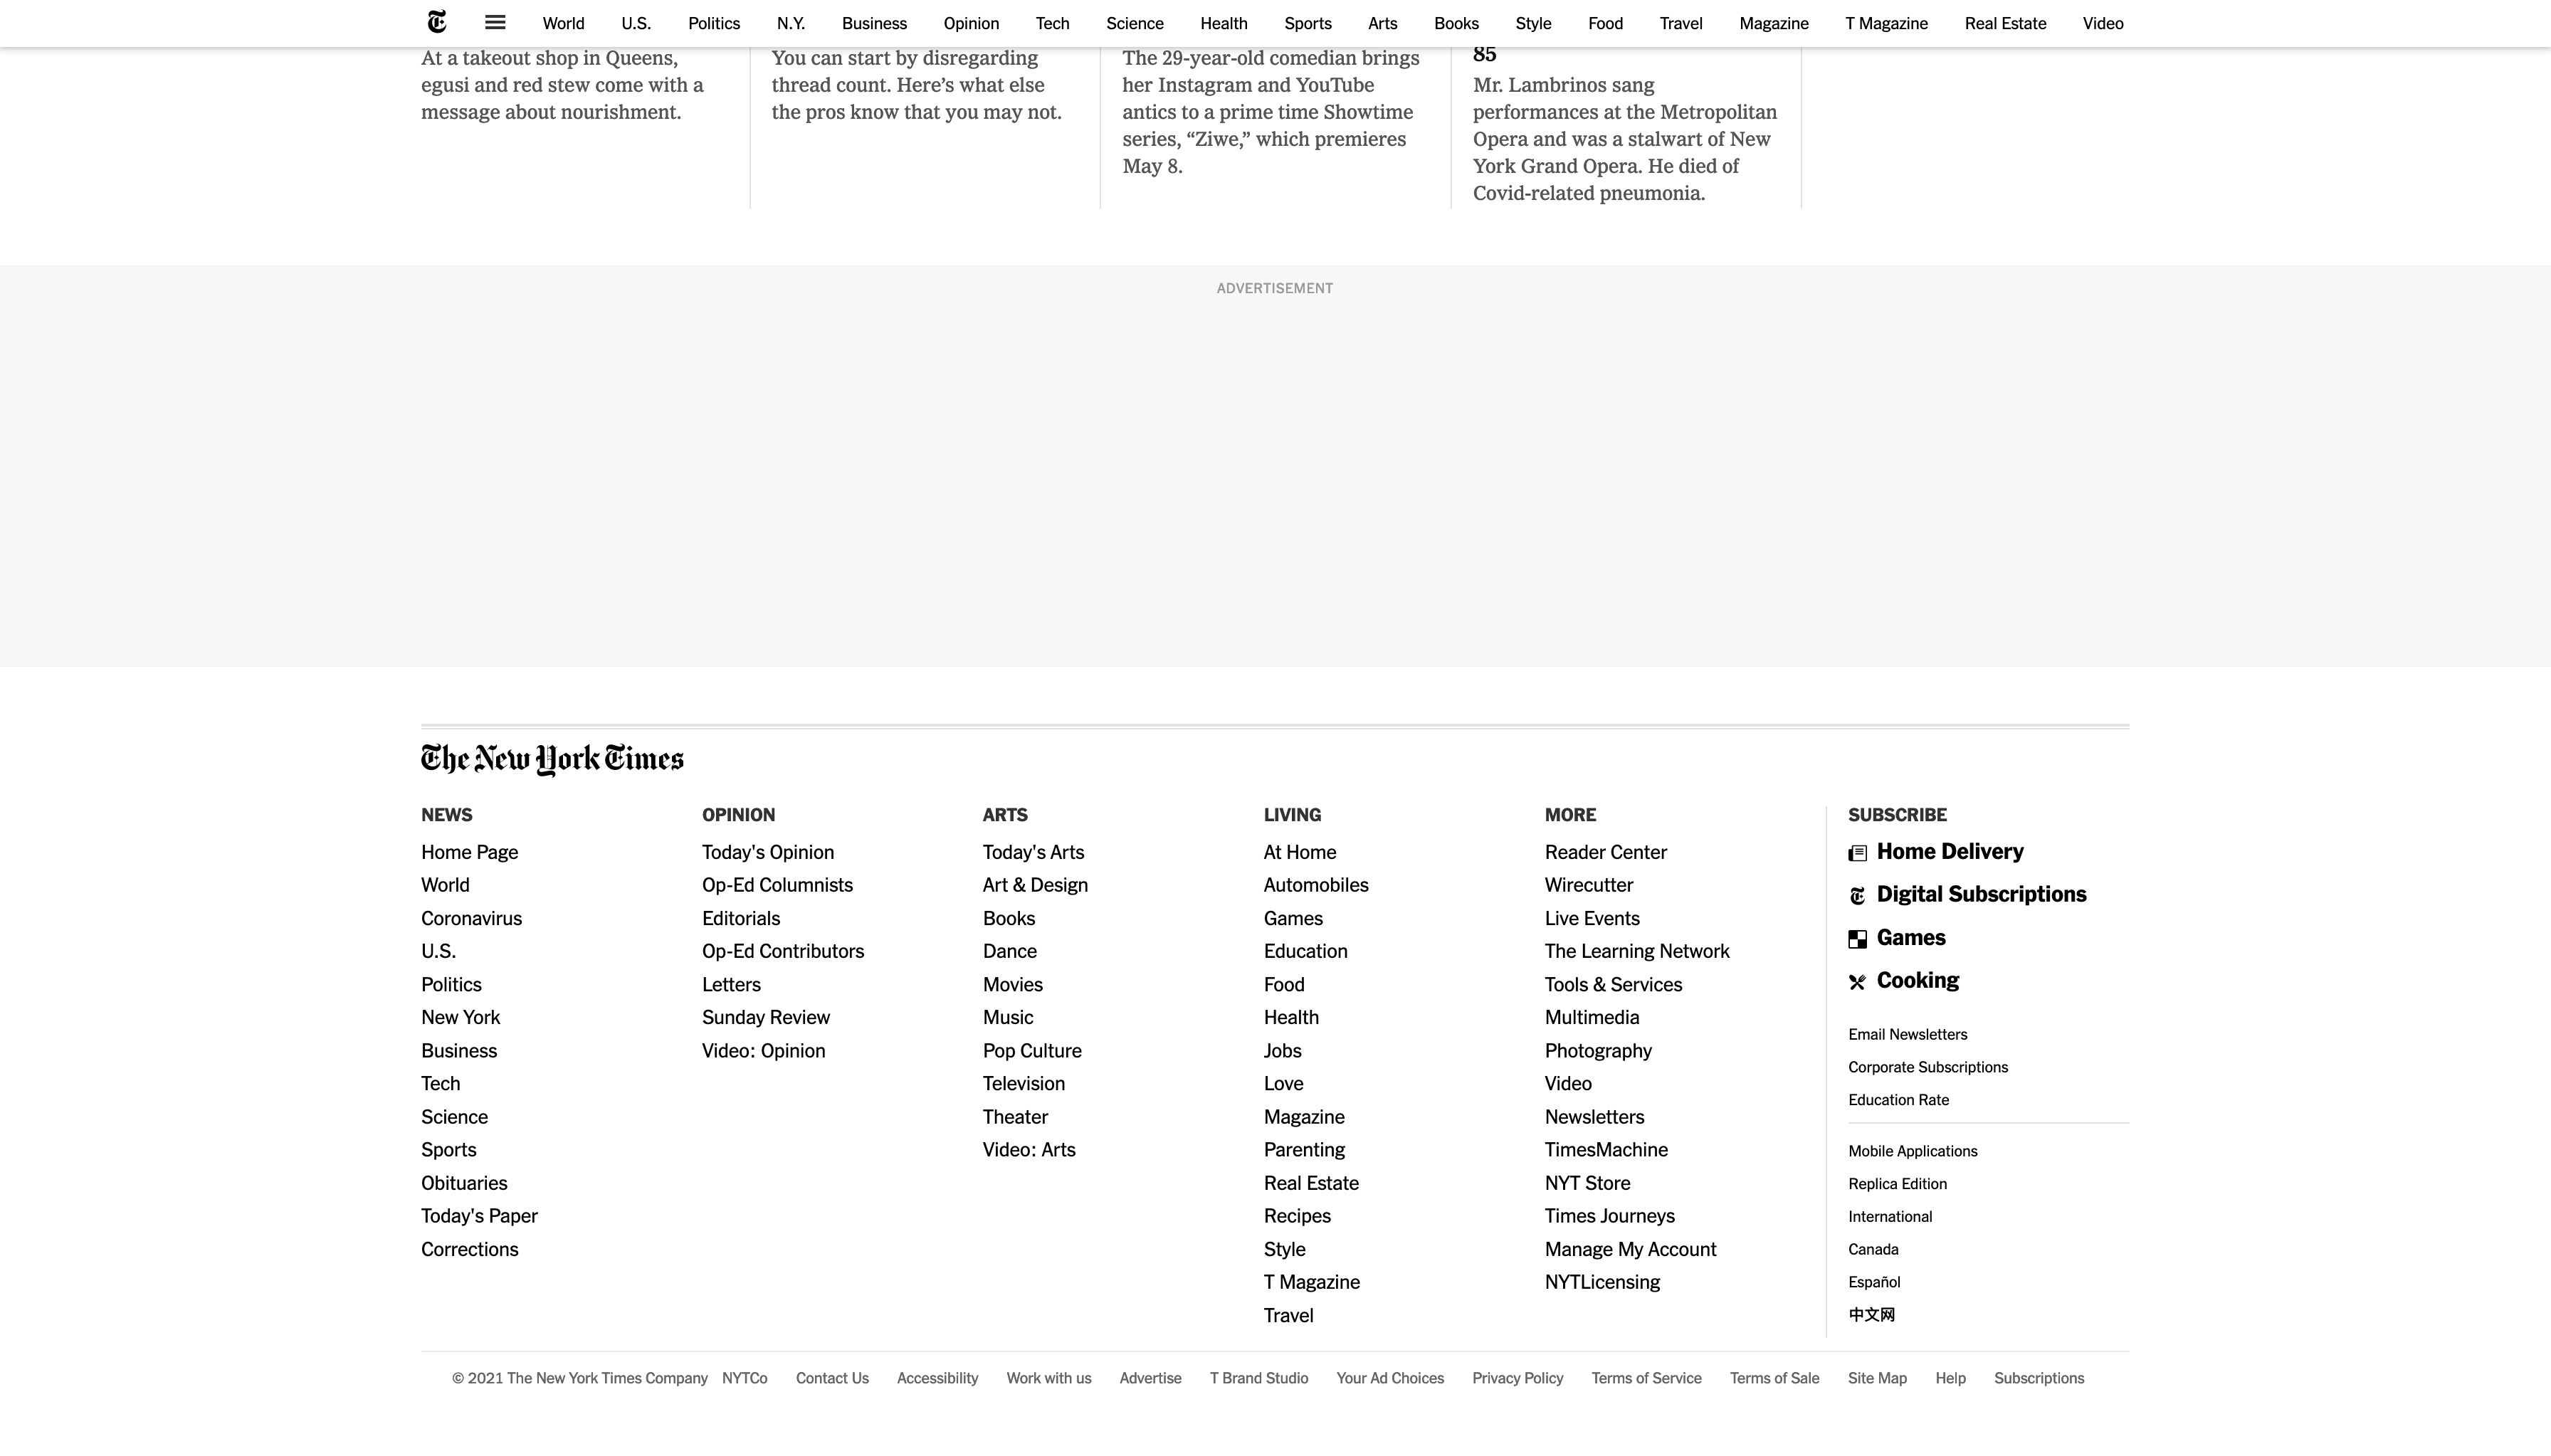 World U.S. Politics N.Y. Business Opinion Tech Science Health Sports Arts Books Style Food Travel Magazine T Magazine Real Estate Video
At a takeout shop in Queens,
egusi and red stew come with a
message about nourishment.
You can start by disregarding
thread count. Here’s what else
the pros know that you may not.
The 29-year-old comedian brings
her Instagram and YouTube
antics to a prime time Showtime
series, “Ziwe,” which premieres
May 8.
85
Mr. Lambrinos sang
performances at the Metropolitan
Opera and was a stalwart of New
York Grand Opera. He died of
Covid-related pneumonia.
ADVERTISEMENT
The New York Times
NEWS
Home Page
World
Coronavirus
U.S.
Politics
New York
Business
Tech
Science
Sports
Obituaries
Today's Paper
Corrections
OPINION
Today's Opinion
Op-Ed Columnists
Editorials
Op-Ed Contributors
Letters
Sunday Review
Video: Opinion
ARTS
Today's Arts
Art & Design
Books
Dance
Movies
Music
Pop Culture
Television
Theater
Video: Arts
LIVING
At Home
Automobiles
Games
Education
Food
Health
Jobs
Love
Magazine
Parenting
Real Estate
Recipes
Style
T Magazine
Travel
MORE
Reader Center
Wirecutter
Live Events
The Learning Network
Tools & Services
Multimedia
Photography
Video
Newsletters
TimesMachine
NYT Store
Times Journeys
Manage My Account
NYTLicensing
SUBSCRIBE
Home Delivery
Digital Subscriptions
Games
Cooking
Email Newsletters
Corporate Subscriptions
Education Rate
Mobile Applications
Replica Edition
International
Canada
Español
中文网
© 2021 The New York Times Company NYTCo Contact Us Accessibility Work with us Advertise T Brand Studio Your Ad Choices Privacy Policy Terms of Service Terms of Sale Site Map Help Subscriptions